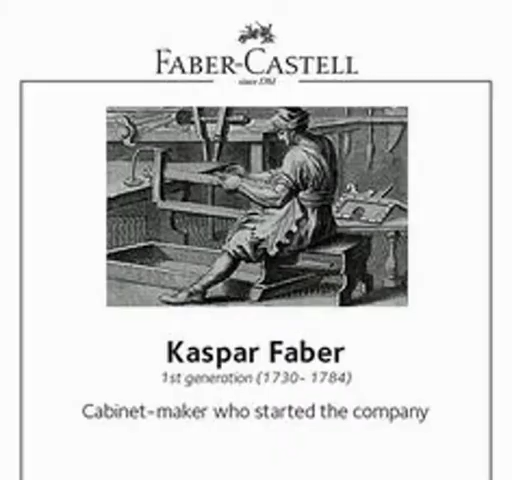 FABER-CASTELL
since 1761
Kaspar Faber
1st generation (1730- 1784)
Cabinet-maker who started the company